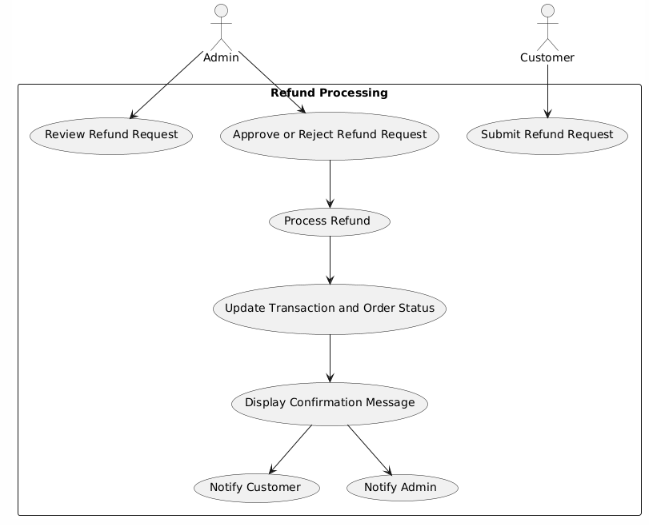 Admin
Customer
Refund Processing
Review Refund Request
Approve or Reject Refund Request
Submit Refund Request
Process Refund
Update Transaction and Order Status
Display Confirmation Message
Notify Customer
Notify Admin